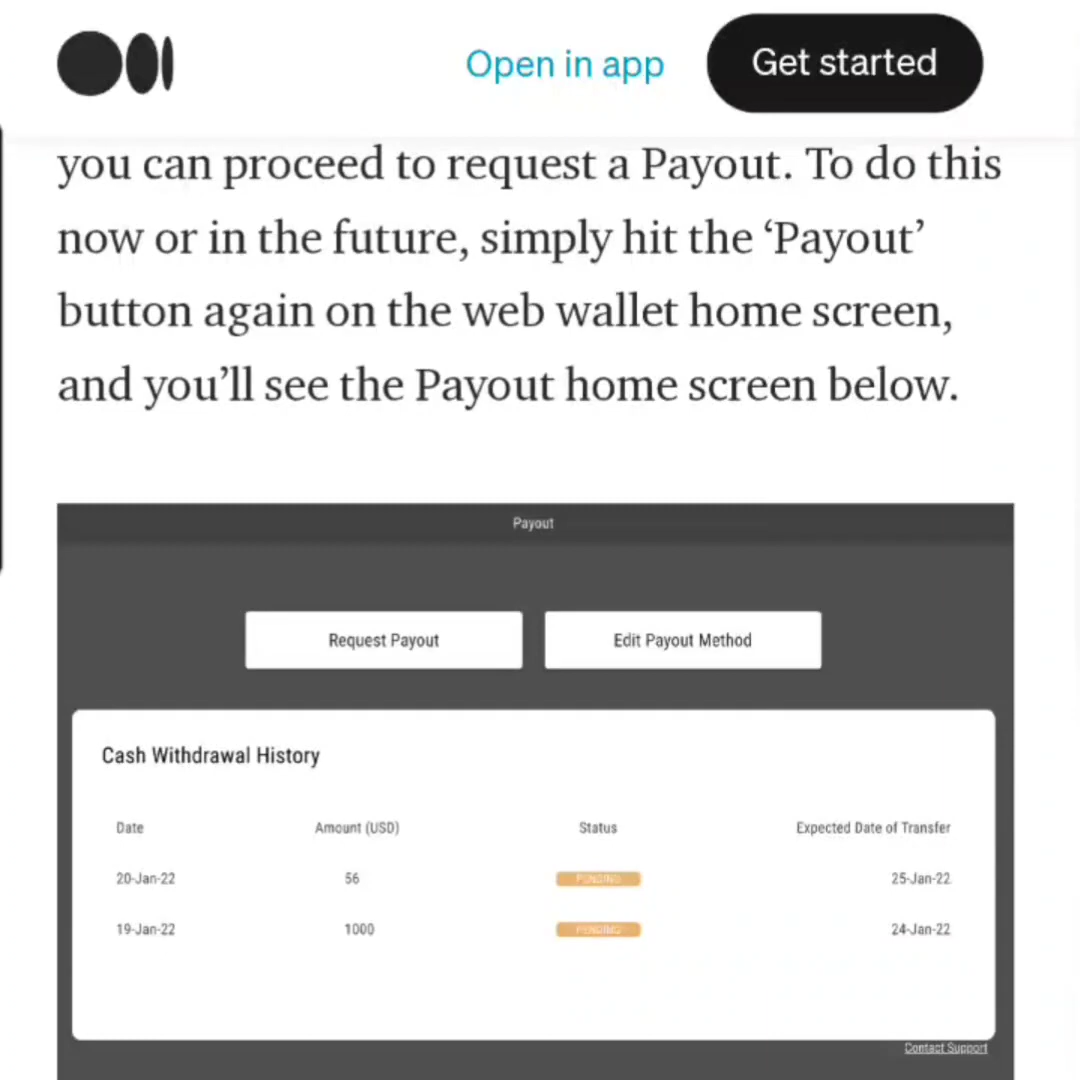 Open in app
Get started
you can proceed to request a Payout. To do this
now or in the future, simply hit the ‘Payout’
button again on the web wallet home screen,
and you’ll see the Payout home screen below.
Payout
Request Payout Edit Payout Method
Cash Withdrawal History
Date Amount (USD) Status Expected Date of Transfer
20-Jan-22 56 PENDING 25-Jan-22
19-Jan-22 1000 PENDING 24-Jan-22
Contact Support